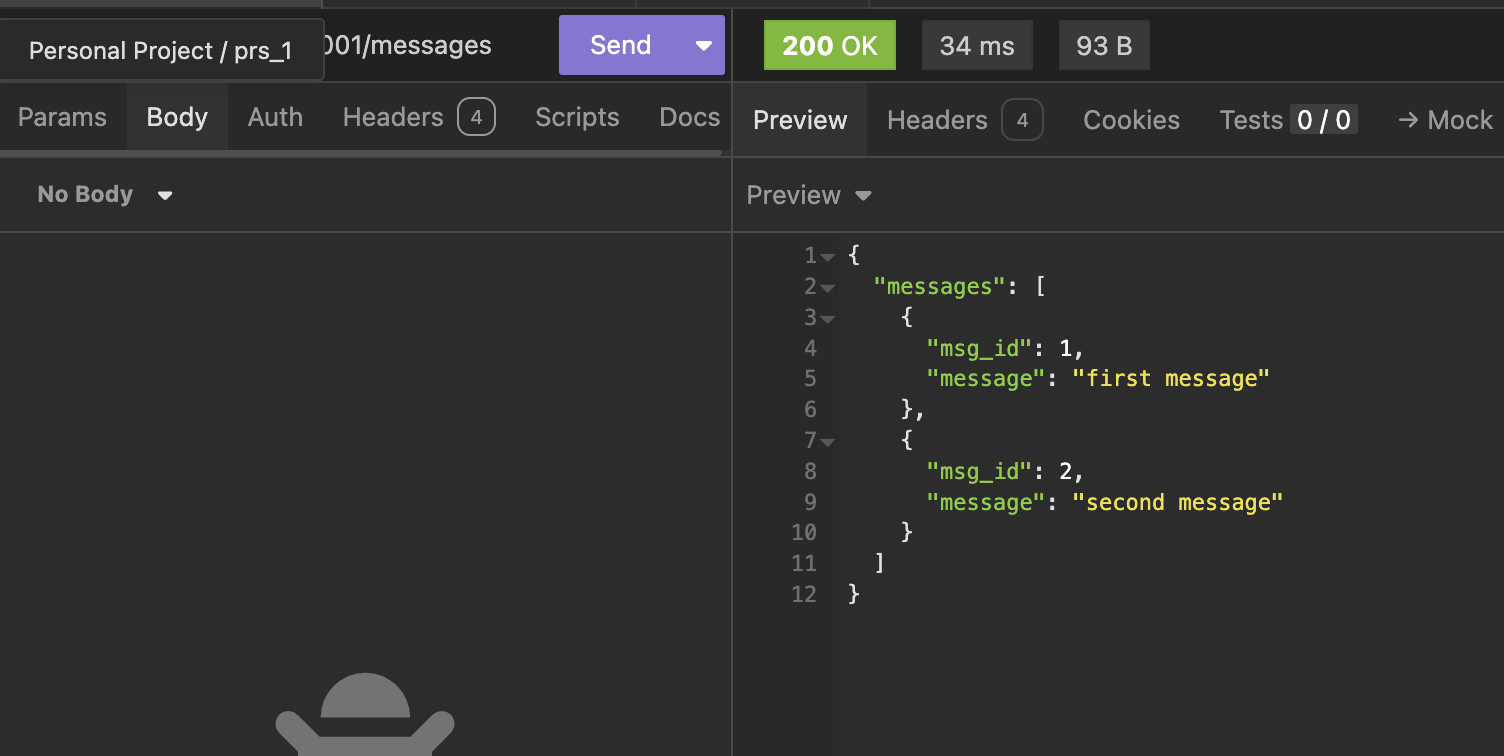 Personal Project / prs_1
001/messages
Send
200 OK
34 ms
93 B
Params Body Auth Headers 4 Scripts Docs
Preview Headers 4 Cookies Tests 0 / 0 → Mock
No Body
Preview
1 {
2 "messages": [
3 {
4 "msg_id": 1,
5 "message": "first message"
6 },
7 {
8 "msg_id": 2,
9 "message": "second message"
10 }
11 ]
12 }